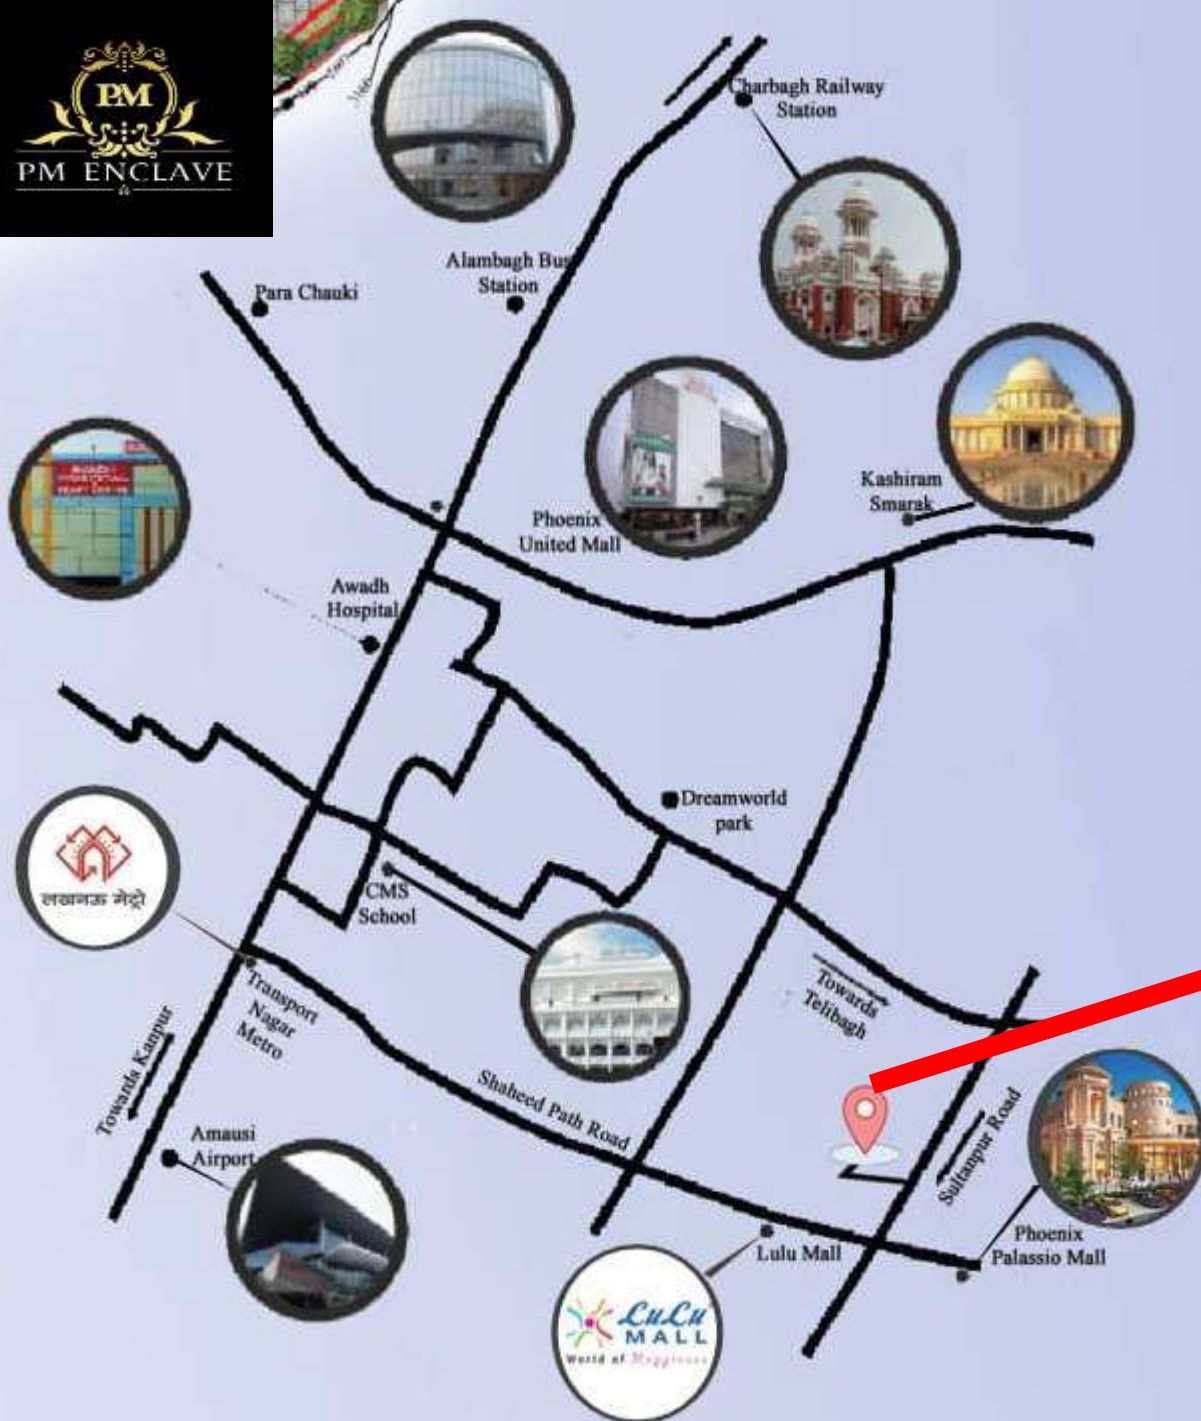 PM
PM ENCLAVE
Charbagh Railway
Station
Alambagh Bus
Station
Para Chauki
Kashiram
Smarak
Phoenix
United Mall
Awadh
Hospital
Dreamworld
park
लखनऊ मेट्रो
CMS
School
Transport
Nagar
Metro
Towards
Telibagh
Towards Kanpur
Shaheed Path Road
Sultanpur Road
Amausi
Airport
Phoenix
Palassio Mall
Lulu Mall
LuLu
MALL
World of Happiness